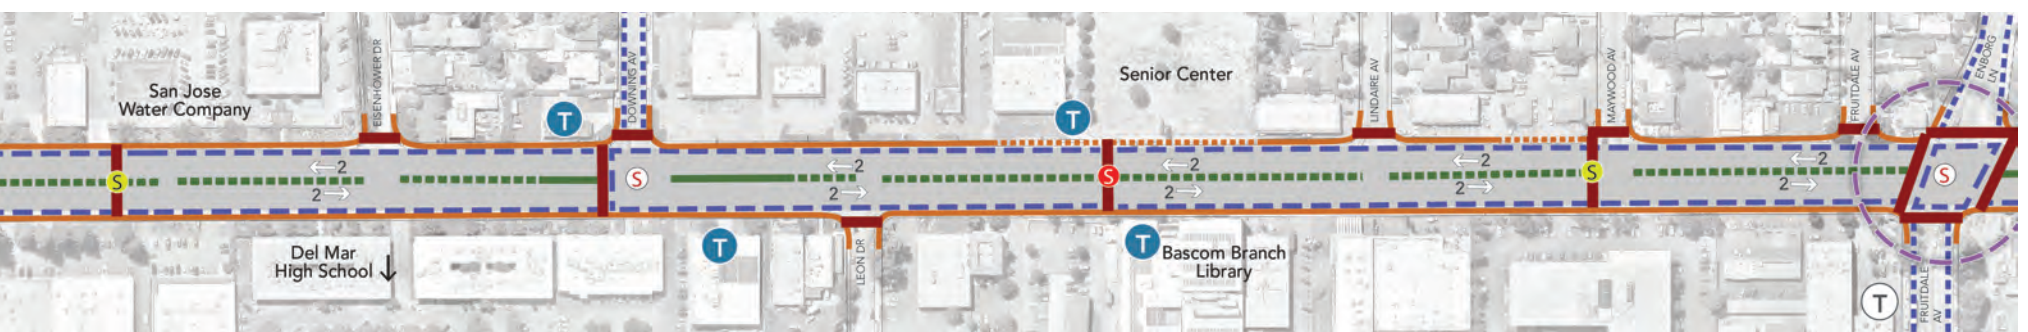 San Jose
Water Company
EISENHOWER DR
T
DOWNING AV
T
Senior Center
LINDAIRE AV
MAYWOOD AV
FRUITDALE AV
ENBORG
LN
←2
←2
←2
←2
←2
S
S
S
S
S
2→
2→
2→
2→
2→
Del Mar
High School ↓
T
LEON DR
T
Bascom Branch
Library
T
FRUITDALE
AV